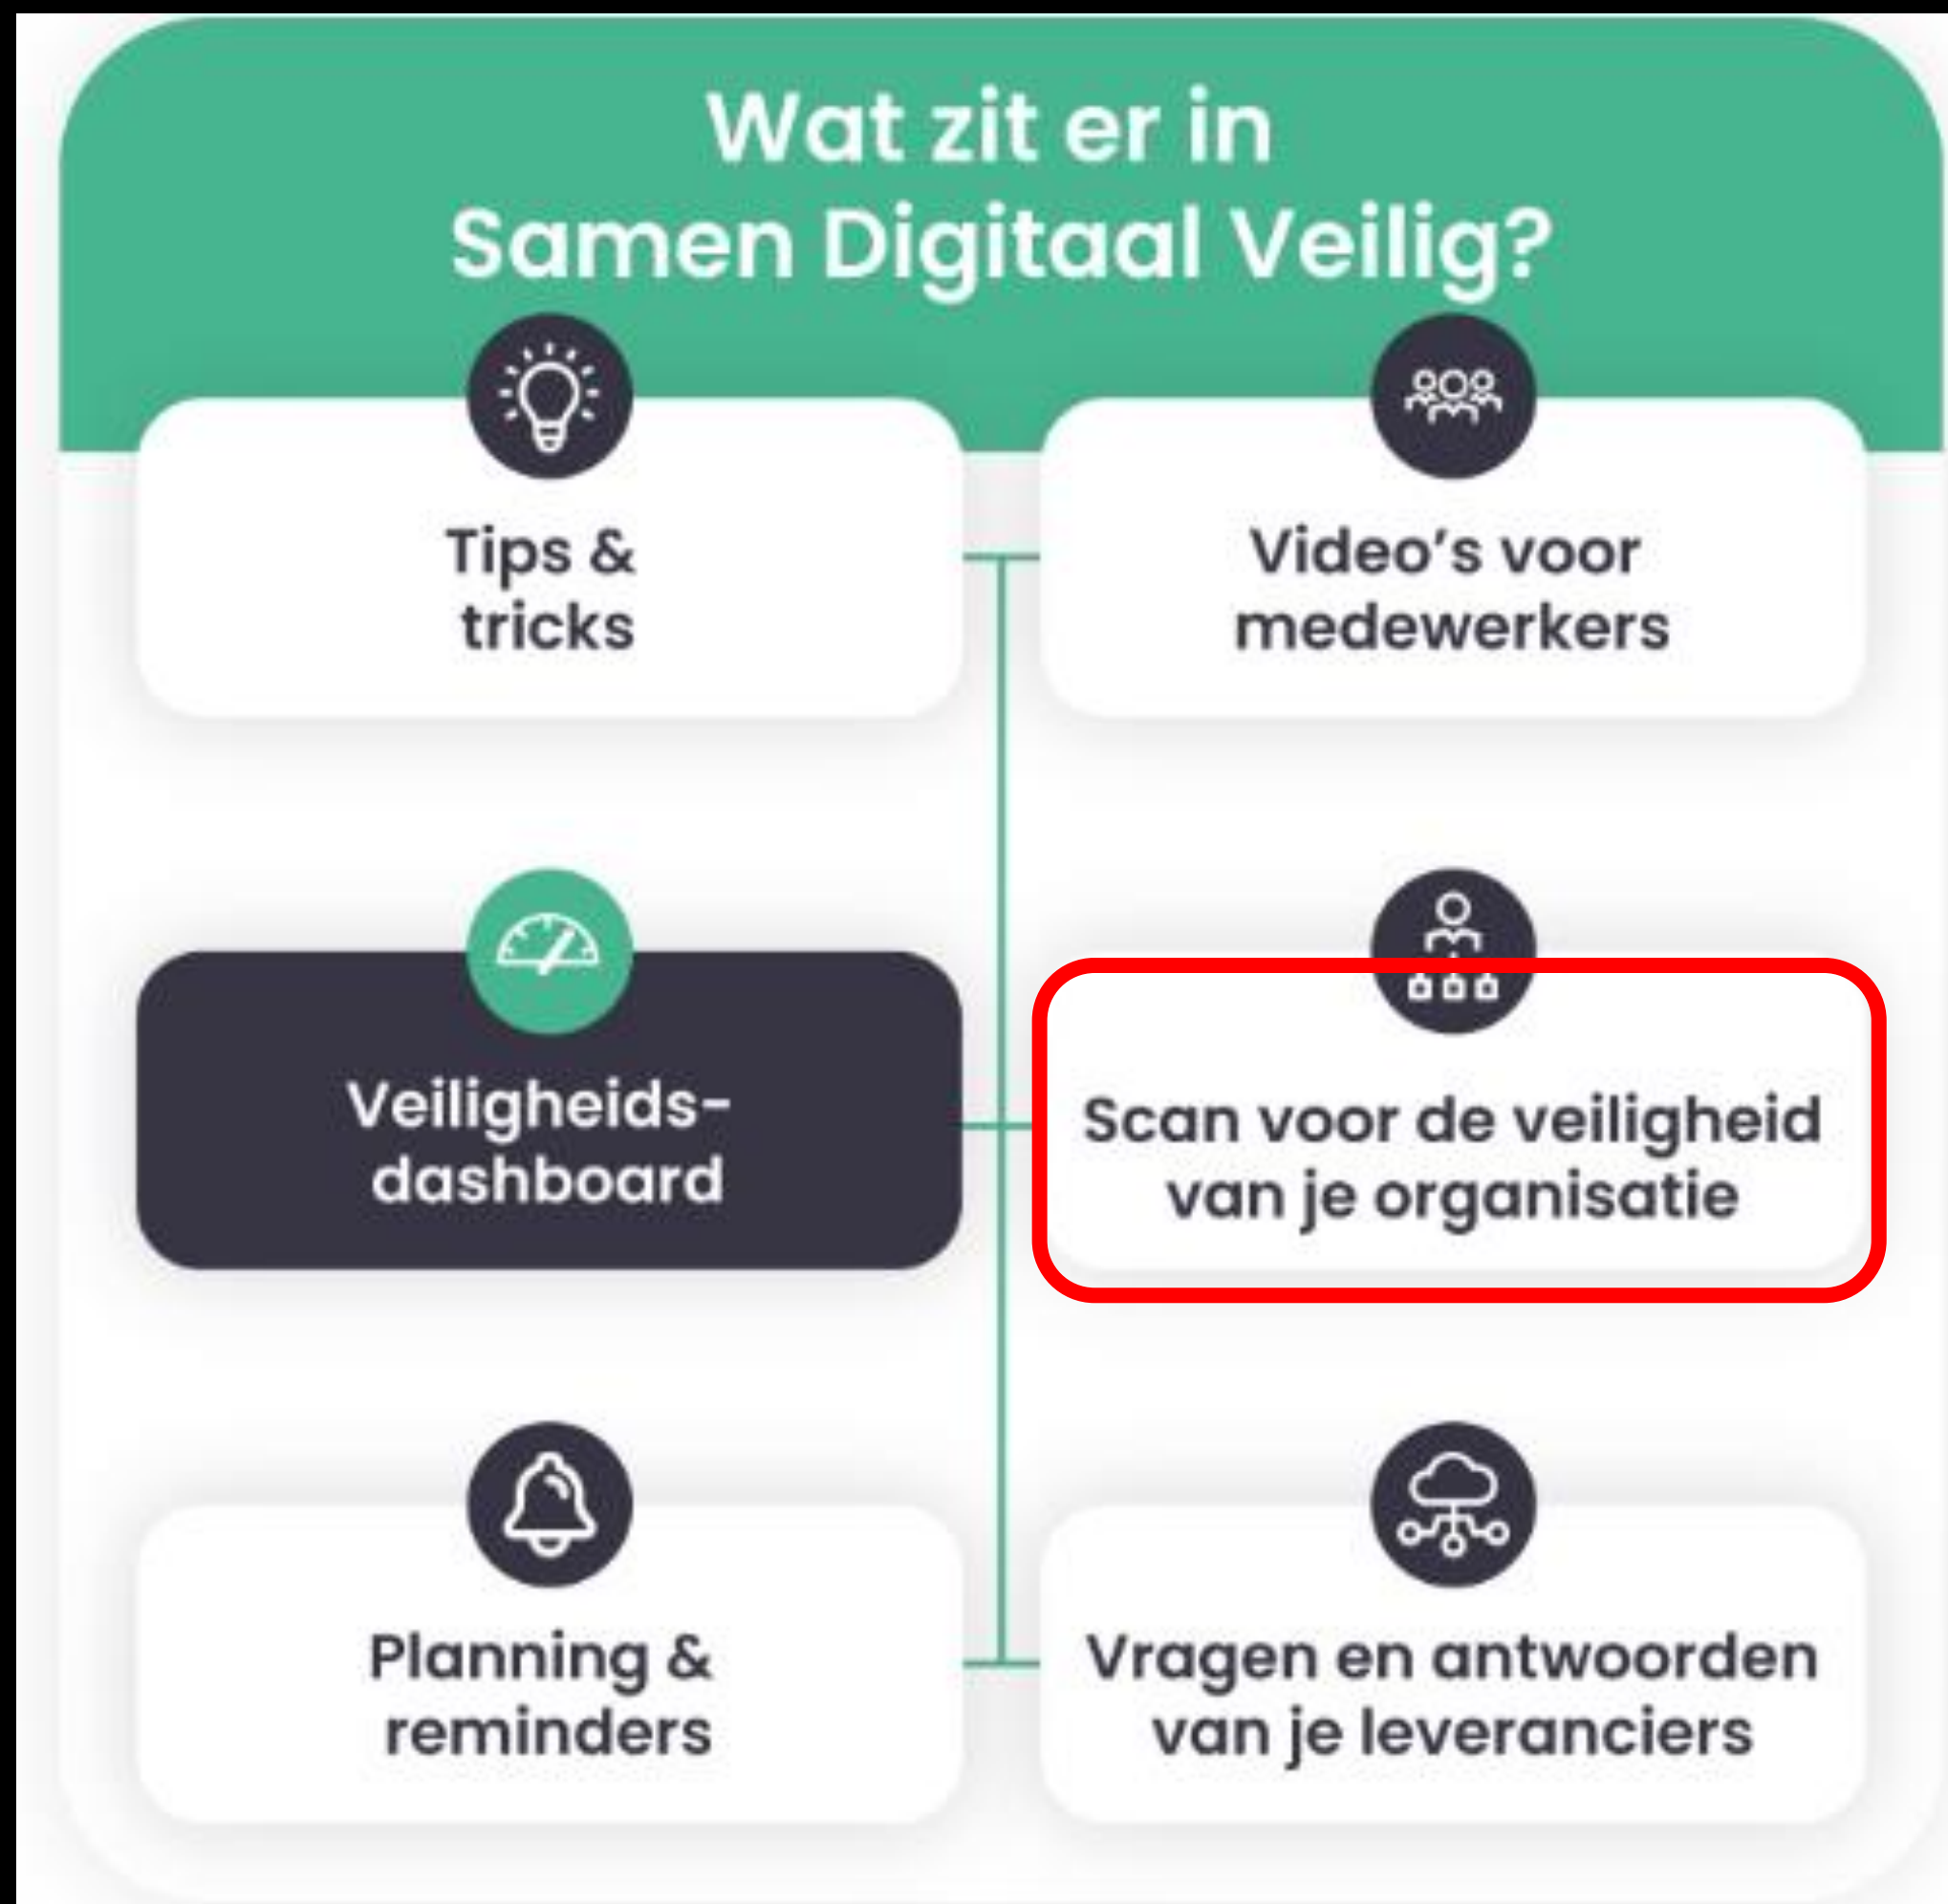 Wat zit er in
Samen Digitaal Veilig?
Tips &
tricks
Video's voor
medewerkers
Veiligheids-
dashboard
Scan voor de veiligheid
van je organisatie
Planning &
reminders
Vragen en antwoorden
van je leveranciers